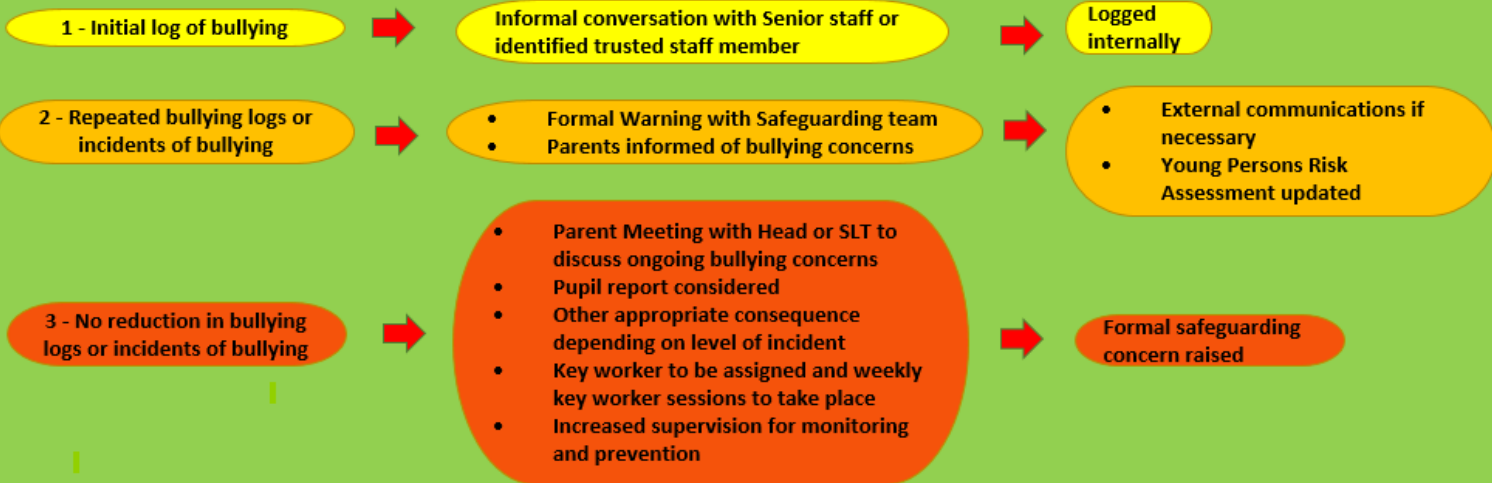 1 - Initial log of bullying
Informal conversation with Senior staff or
identified trusted staff member
Logged
internally
2 - Repeated bullying logs or
incidents of bullying
• Formal Warning with Safeguarding team
• Parents informed of bullying concerns
• External communications if
necessary
• Young Persons Risk
Assessment updated
3 - No reduction in bullying
logs or incidents of bullying
• Parent Meeting with Head or SLT to
discuss ongoing bullying concerns
• Pupil report considered
• Other appropriate consequence
depending on level of incident
• Key worker to be assigned and weekly
key worker sessions to take place
• Increased supervision for monitoring
and prevention
Formal safeguarding
concern raised